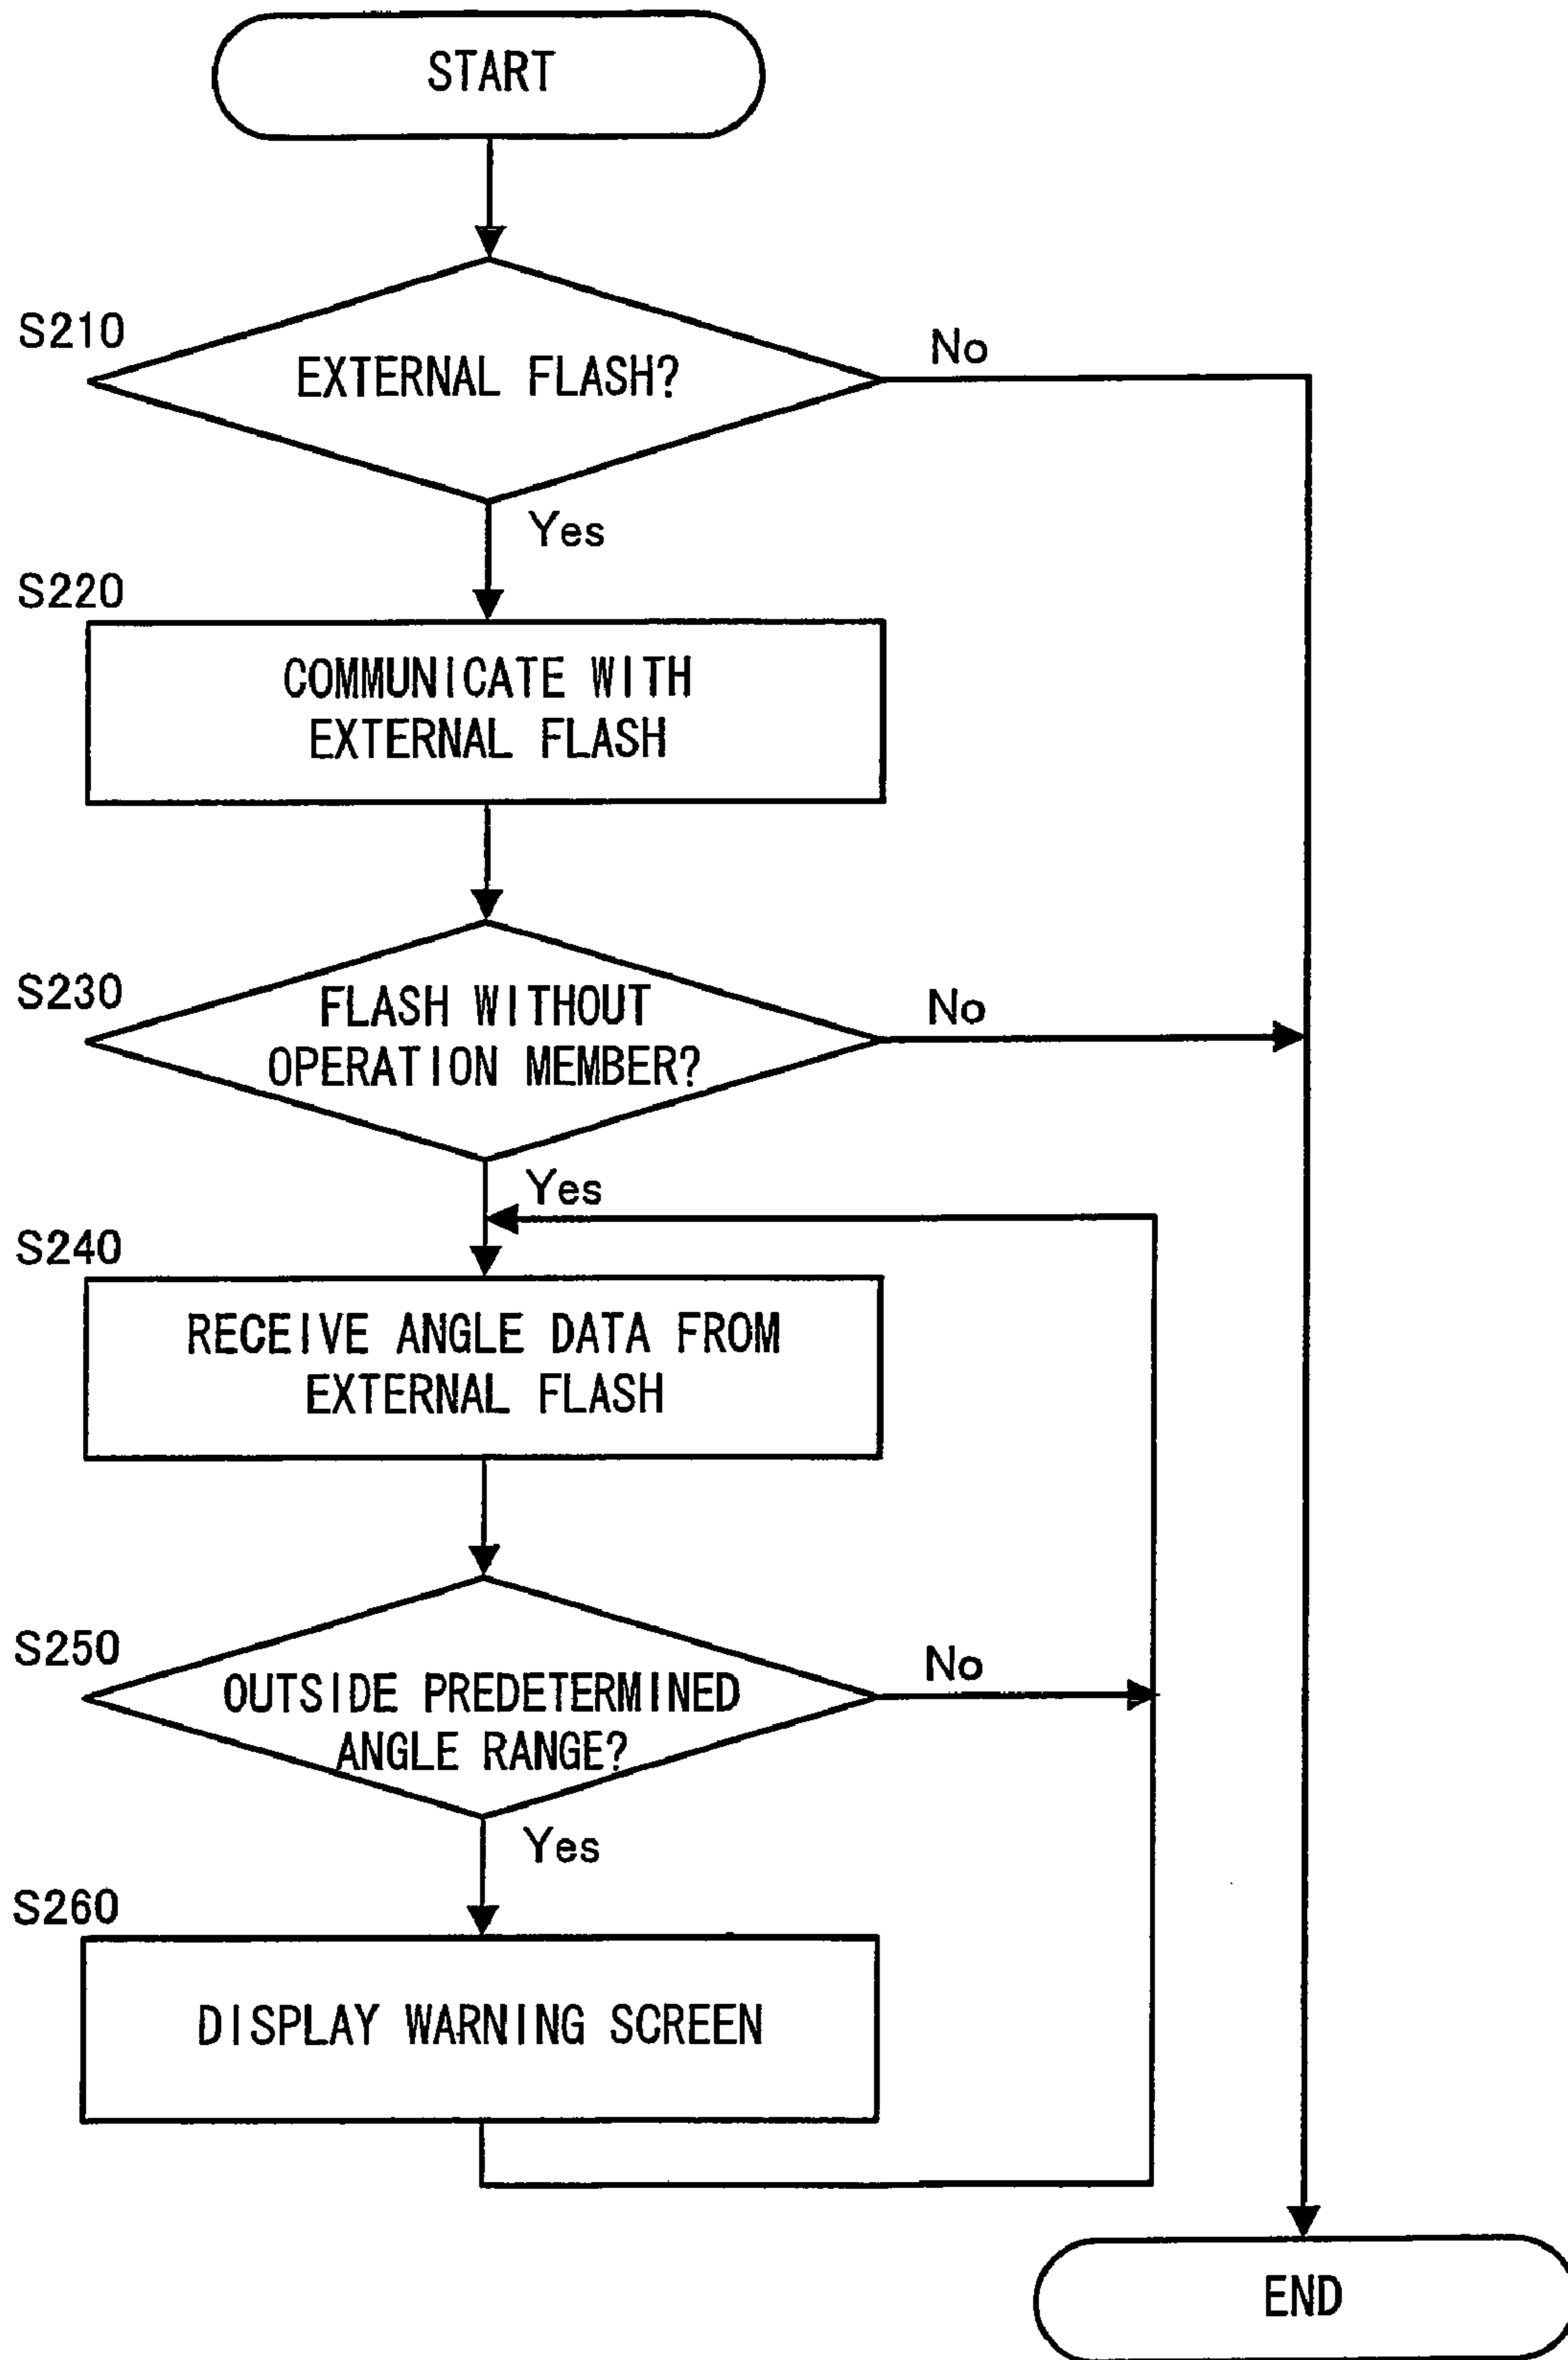 START
S210
EXTERNAL FLASH?
No
Yes
S220
COMMUNICATE WITH
EXTERNAL FLASH
S230
FLASH WITHOUT
OPERATION MEMBER?
No
Yes
S240
RECEIVE ANGLE DATA FROM
EXTERNAL FLASH
S250
OUTSIDE PREDETERMINED
ANGLE RANGE?
No
Yes
S260
DISPLAY WARNING SCREEN
END